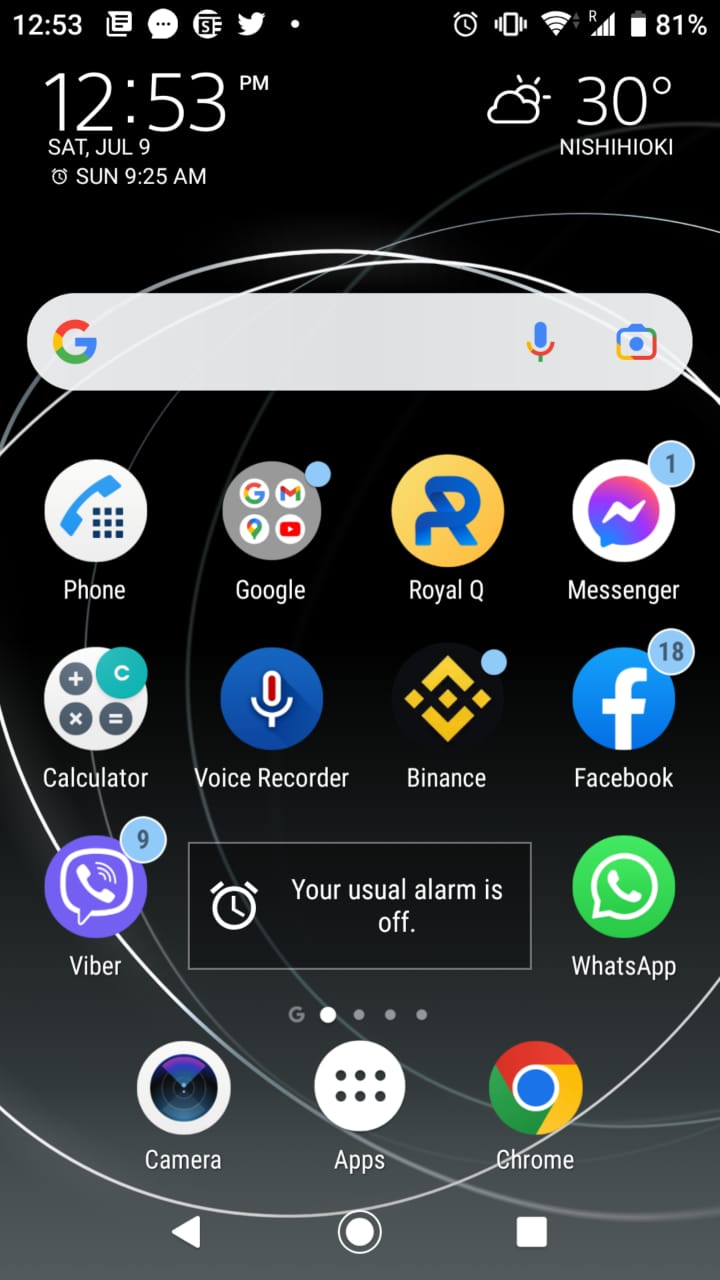 12:53
R
81%
12:53 PM
30°
SAT, JUL 9
NISHIHIOKI
SUN 9:25 AM
1
Phone
Google
Royal Q
Messenger
C
18
Calculator
Voice Recorder
Binance
Facebook
9
Your usual alarm is
off.
Viber
WhatsApp
Camera
Apps
Chrome